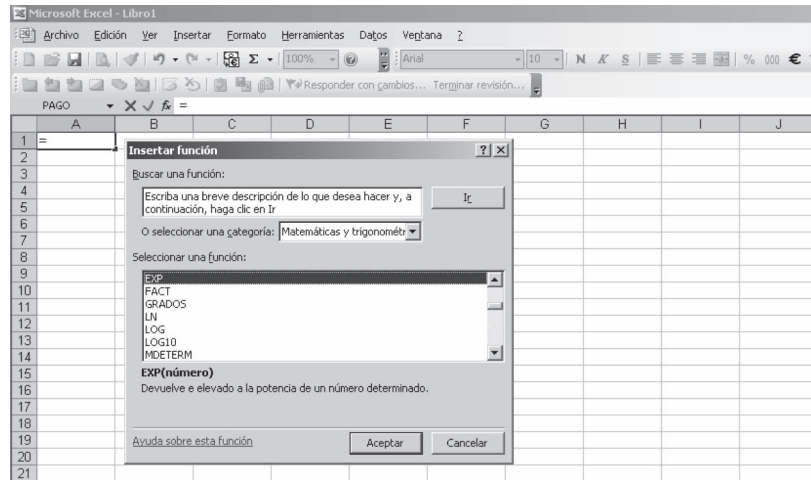 Microsoft Excel - Libro1
Archivo Edición Ver Insertar Formato Herramientas Datos Ventana ?
Σ 100% Arial 10 N K S % 000 €
Responder con cambios... Terminar revisión...
PAGO fx =
A B C D E F G H I J
1 =
2 Insertar función ?
3 Buscar una función:
4 Escriba una breve descripción de lo que desea hacer y, a Ir
5 continuación, haga clic en Ir
6
7 O seleccionar una categoría: Matemáticas y trigonométr
8 Seleccionar una función:
9 EXP
10 FACT
11 GRADOS
12 LN
13 LOG
LOG10
14 MDETERM
15 EXP(número)
16 Devuelve e elevado a la potencia de un número determinado.
17
18
19 Ayuda sobre esta función Aceptar Cancelar
20
21